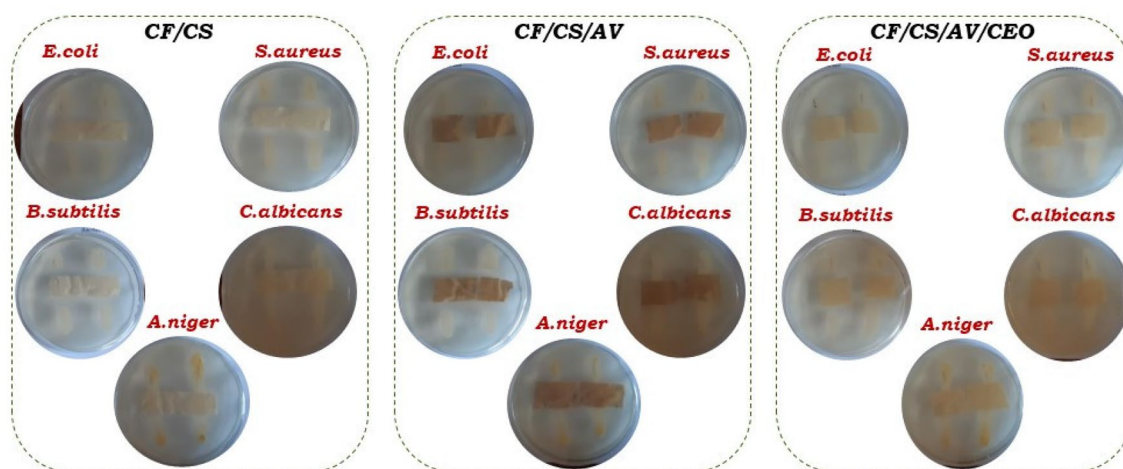 CF/CS
E.coli
S.aureus
B.subtilis
C.albicans
A.niger
CF/CS/AV
E.coli
S.aureus
B.subtilis
C.albicans
A.niger
CF/CS/AV/CEO
E.coli
S.aureus
B.subtilis
C.albicans
A.niger